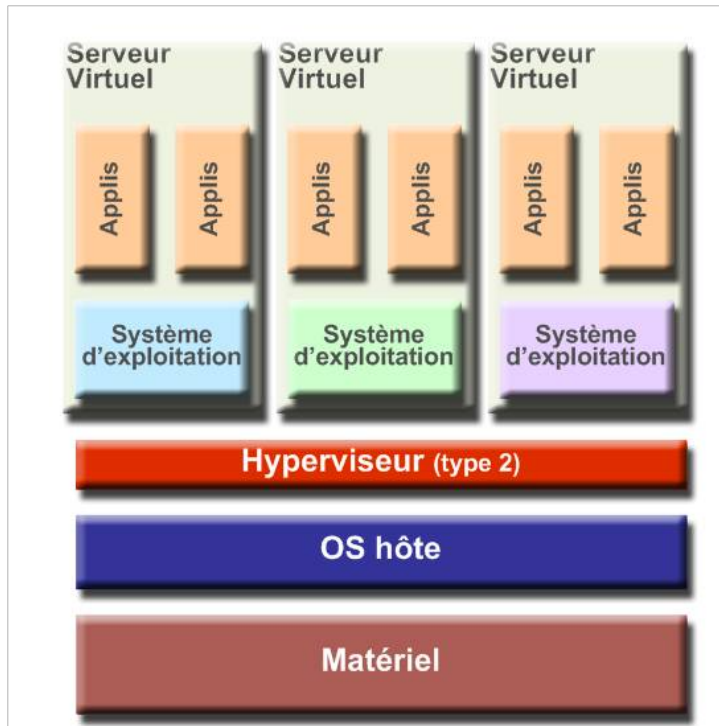 Serveur
Virtuel
Serveur
Virtuel
Serveur
Virtuel
Applis
Applis
Applis
Applis
Applis
Applis
Système
d'exploitation
Système
d'exploitation
Système
d'exploitation
Hyperviseur (type 2)
OS hôte
Matériel